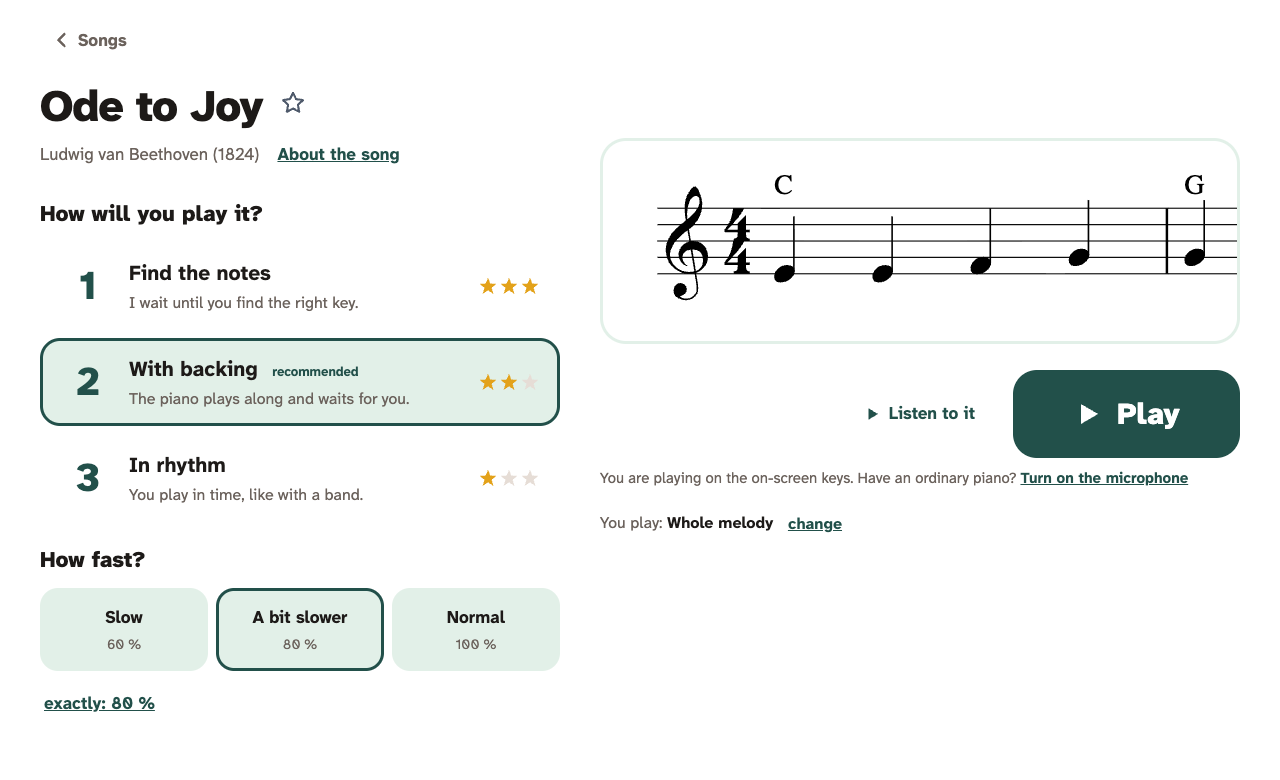 Songs
Ode to Joy
Ludwig van Beethoven (1824) About the song
How will you play it?
1 Find the notes
I wait until you find the right key.
2 With backing recommended
The piano plays along and waits for you.
3 In rhythm
You play in time, like with a band.
How fast?
Slow
60 %
A bit slower
80 %
Normal
100 %
exactly: 80 %
C G
4
4
Listen to it
Play
You are playing on the on-screen keys. Have an ordinary piano? Turn on the microphone
You play: Whole melody change